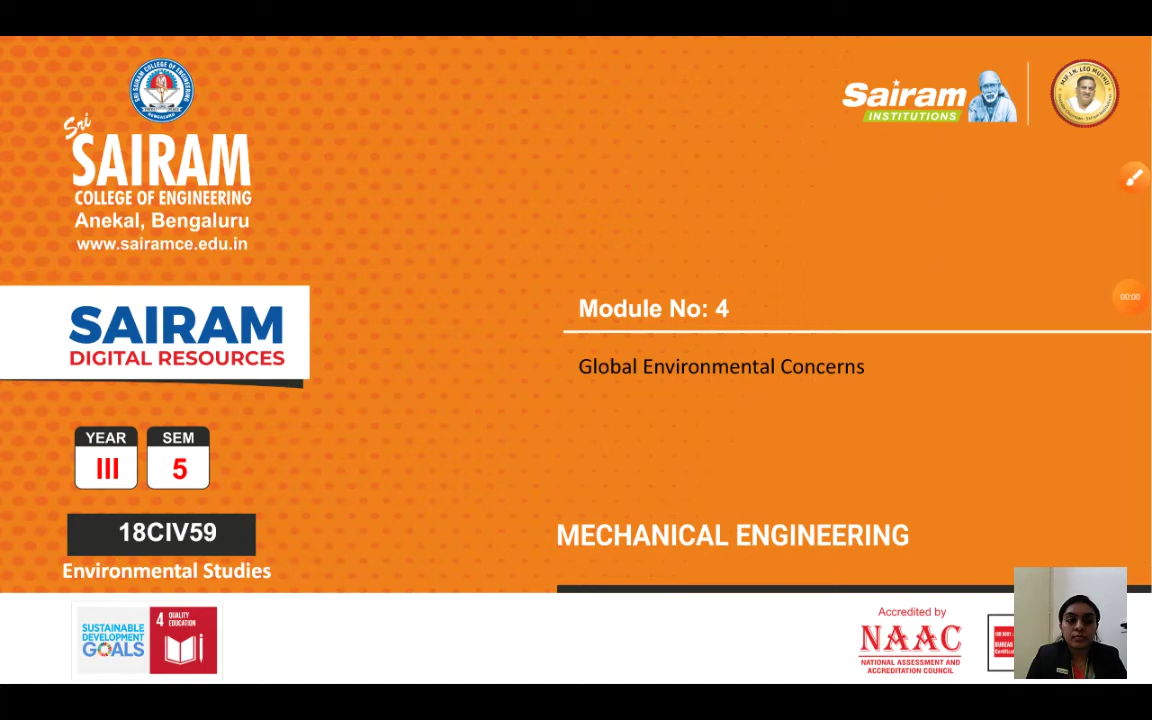 Sri
SAIRAM
COLLEGE OF ENGINEERING
Anekal, Bengaluru
www.sairamce.edu.in
Sairam
INSTITUTIONS
SAIRAM
DIGITAL RESOURCES
Module No: 4
00:00
Global Environmental Concerns
YEAR
III
SEM
5
18CIV59
Environmental Studies
MECHANICAL ENGINEERING
SUSTAINABLE
DEVELOPMENT
GOALS
4 QUALITY
EDUCATION
Accredited by
NAAC
NATIONAL ASSESSMENT AND
ACCREDITATION COUNCIL